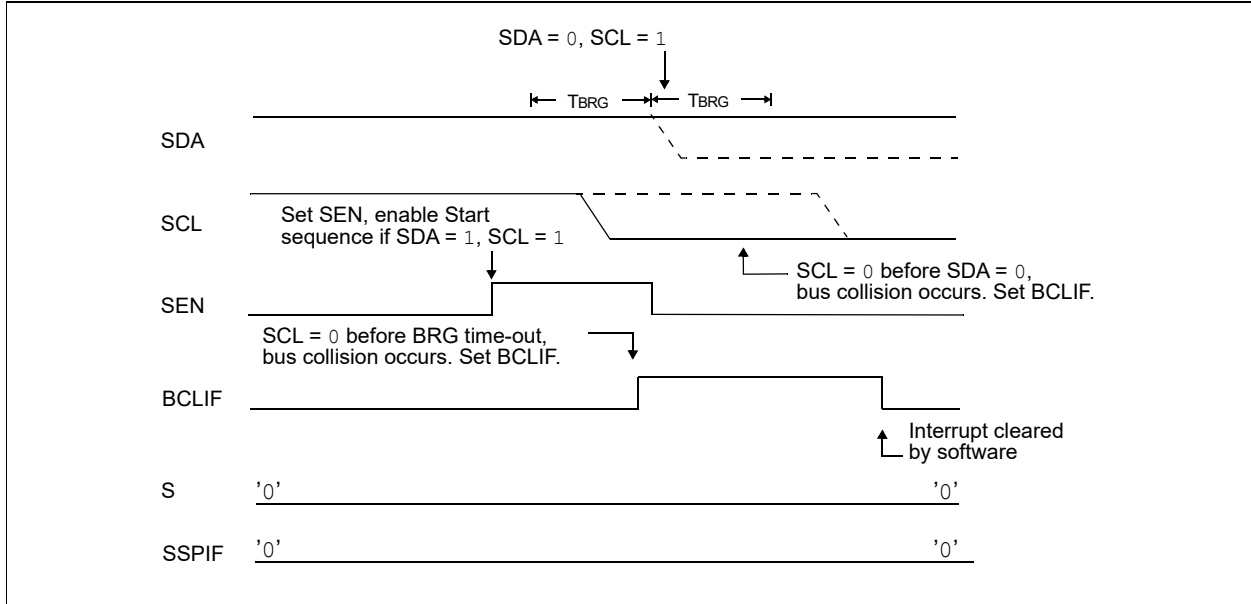 SDA = 0, SCL = 1
TBRG TBRG
SDA
SCL
Set SEN, enable Start
sequence if SDA = 1, SCL = 1
SCL = 0 before SDA = 0,
bus collision occurs. Set BCLIF.
SEN
SCL = 0 before BRG time-out,
bus collision occurs. Set BCLIF.
BCLIF
Interrupt cleared
by software
S '0' '0'
SSPIF '0' '0'